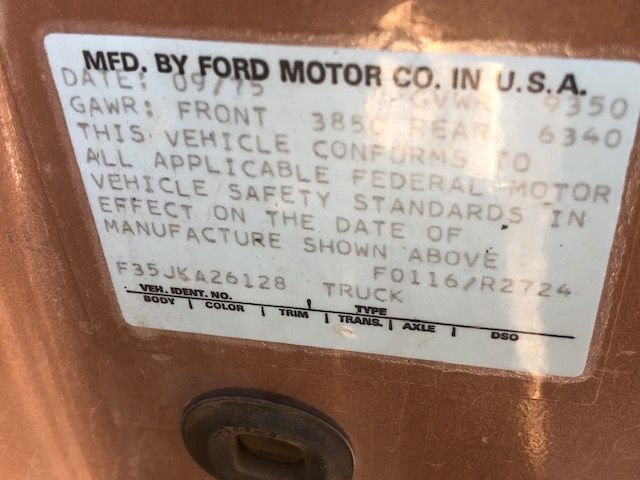 MFD. BY FORD MOTOR CO. IN U.S.A.
DATE: 09/75 GVWR 9350
GAWR: FRONT 3850 REAR 6340
THIS VEHICLE CONFORMS TO
ALL APPLICABLE FEDERAL MOTOR
VEHICLE SAFETY STANDARDS IN
EFFECT ON THE DATE OF
MANUFACTURE SHOWN ABOVE
F35JKA26128 F0116/R2724
TRUCK
VEH. IDENT. NO. TYPE
BODY COLOR TRIM TRANS. AXLE DSO